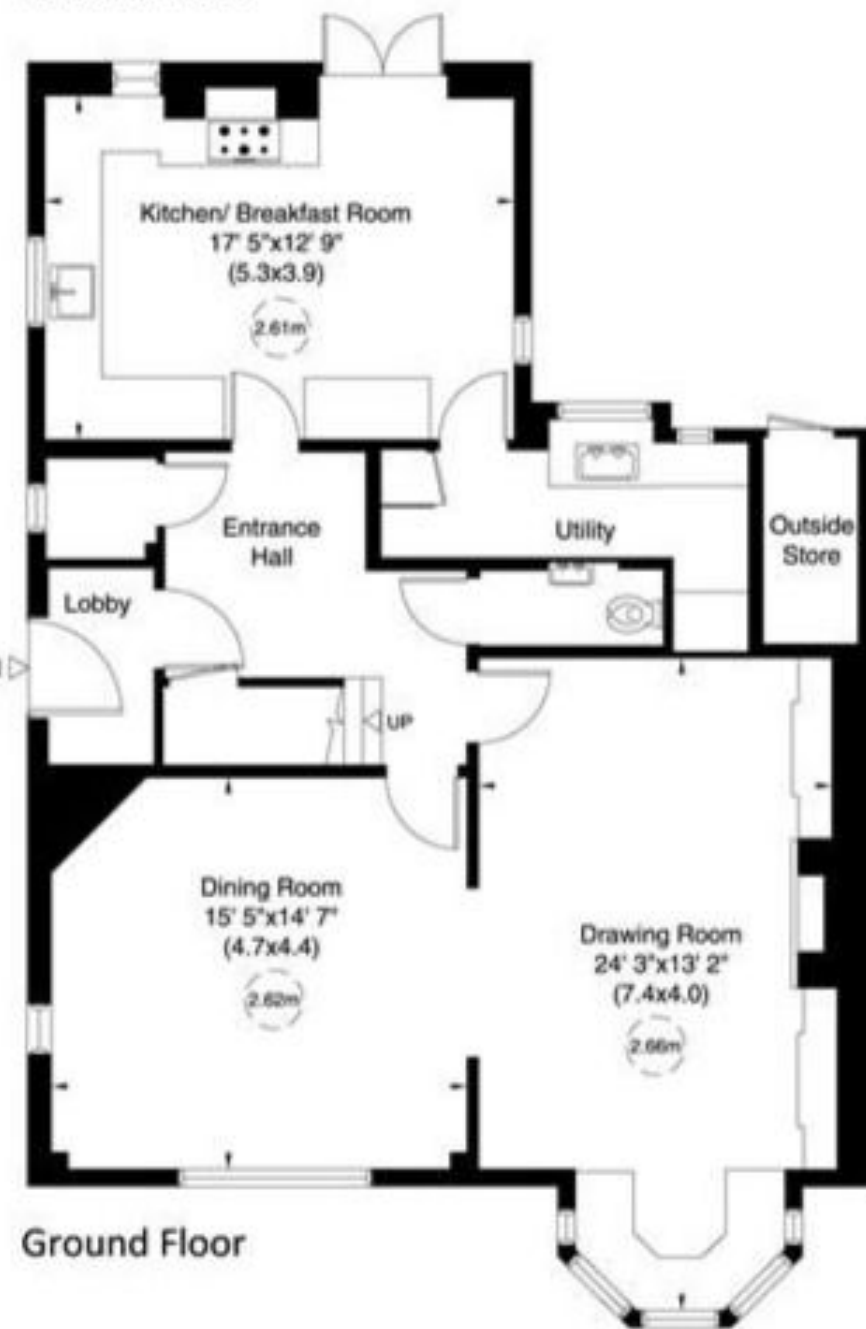 Kitchen/ Breakfast Room
17' 5"x12' 9"
(5.3x3.9)
2.61m
Entrance
Hall
Utility
Outside
Store
Lobby
UP
Dining Room
15' 5"x14' 7"
(4.7x4.4)
2.62m
Drawing Room
24' 3"x13' 2"
(7.4x4.0)
2.66m
Ground Floor